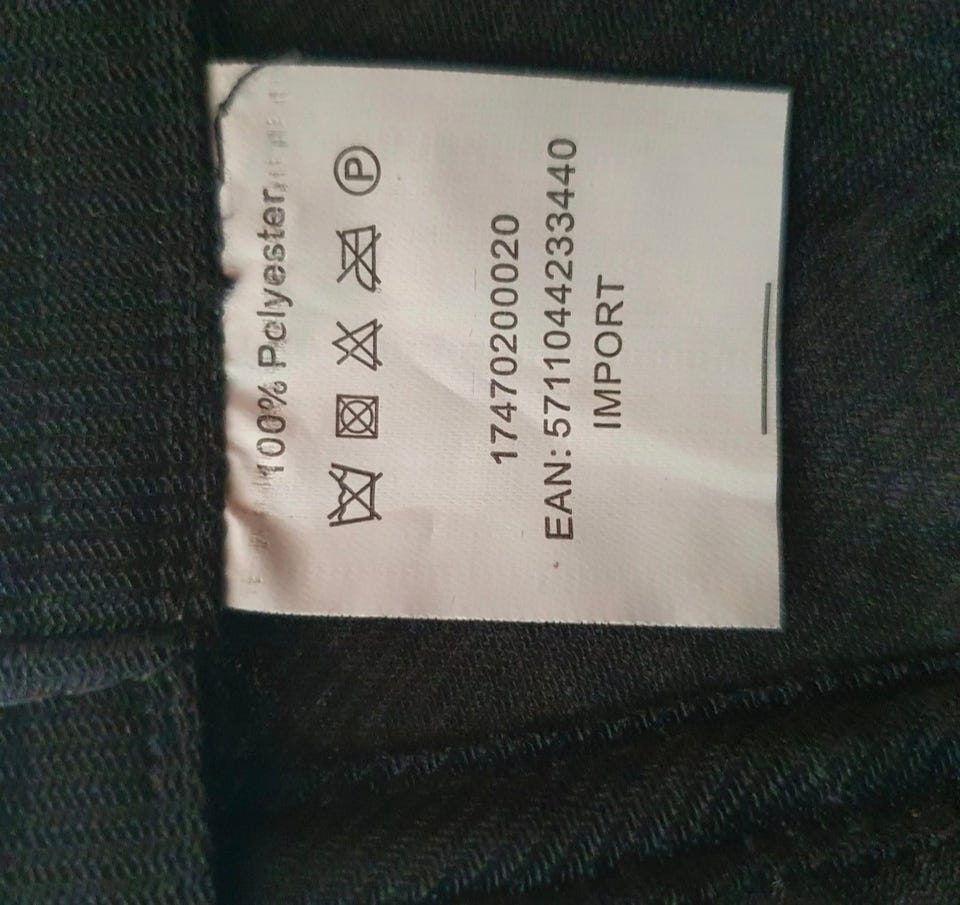 100% Polyester
P
17470200020
EAN: 5711044233440
IMPORT